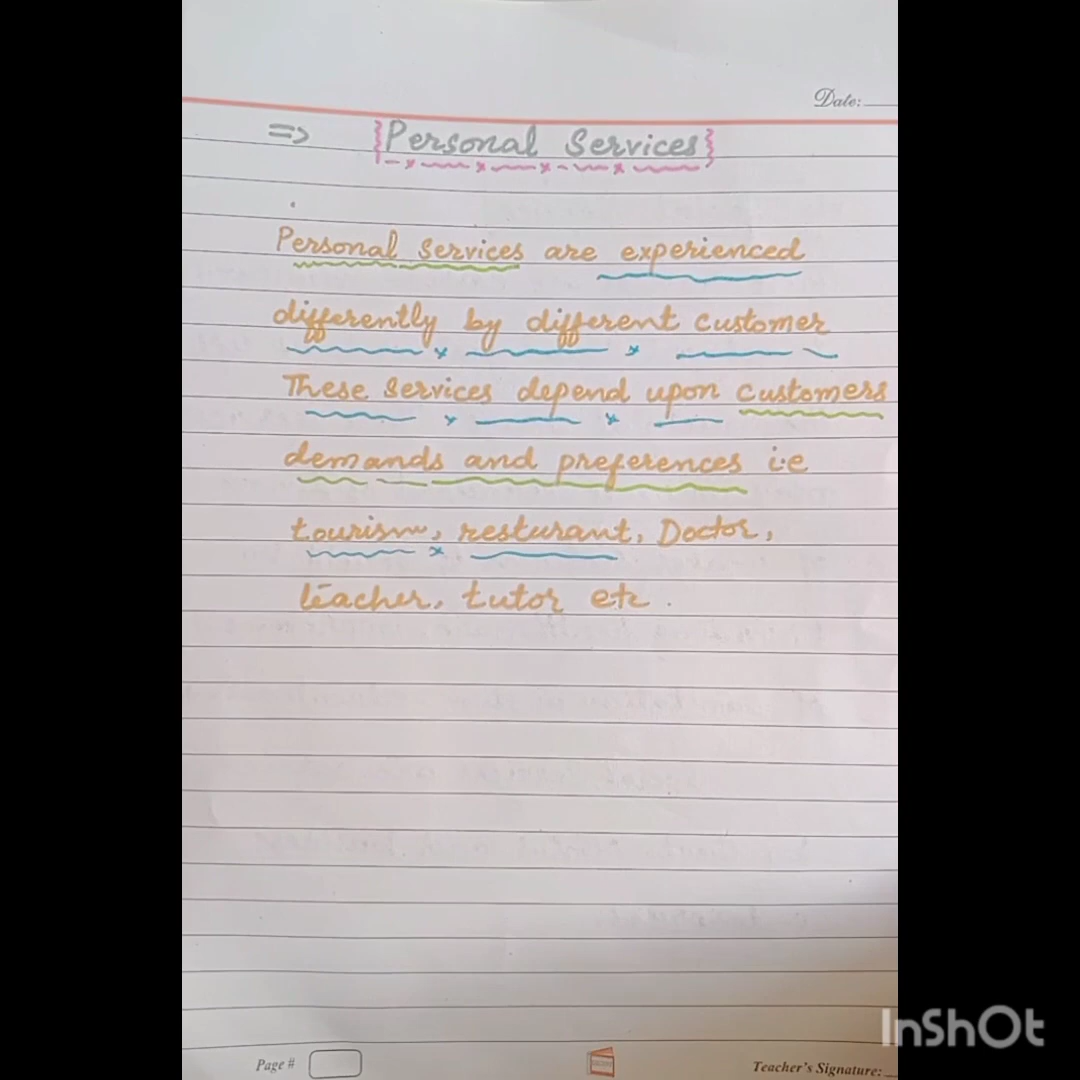 Date:
=> {Personal Services}
Personal Services are experienced
differently by different customer
These services depend upon customers
demands and preferences i.e
tourism, resturant, Doctor,
teacher, tutor etc.
InShOt
Page # Teacher's Signature: